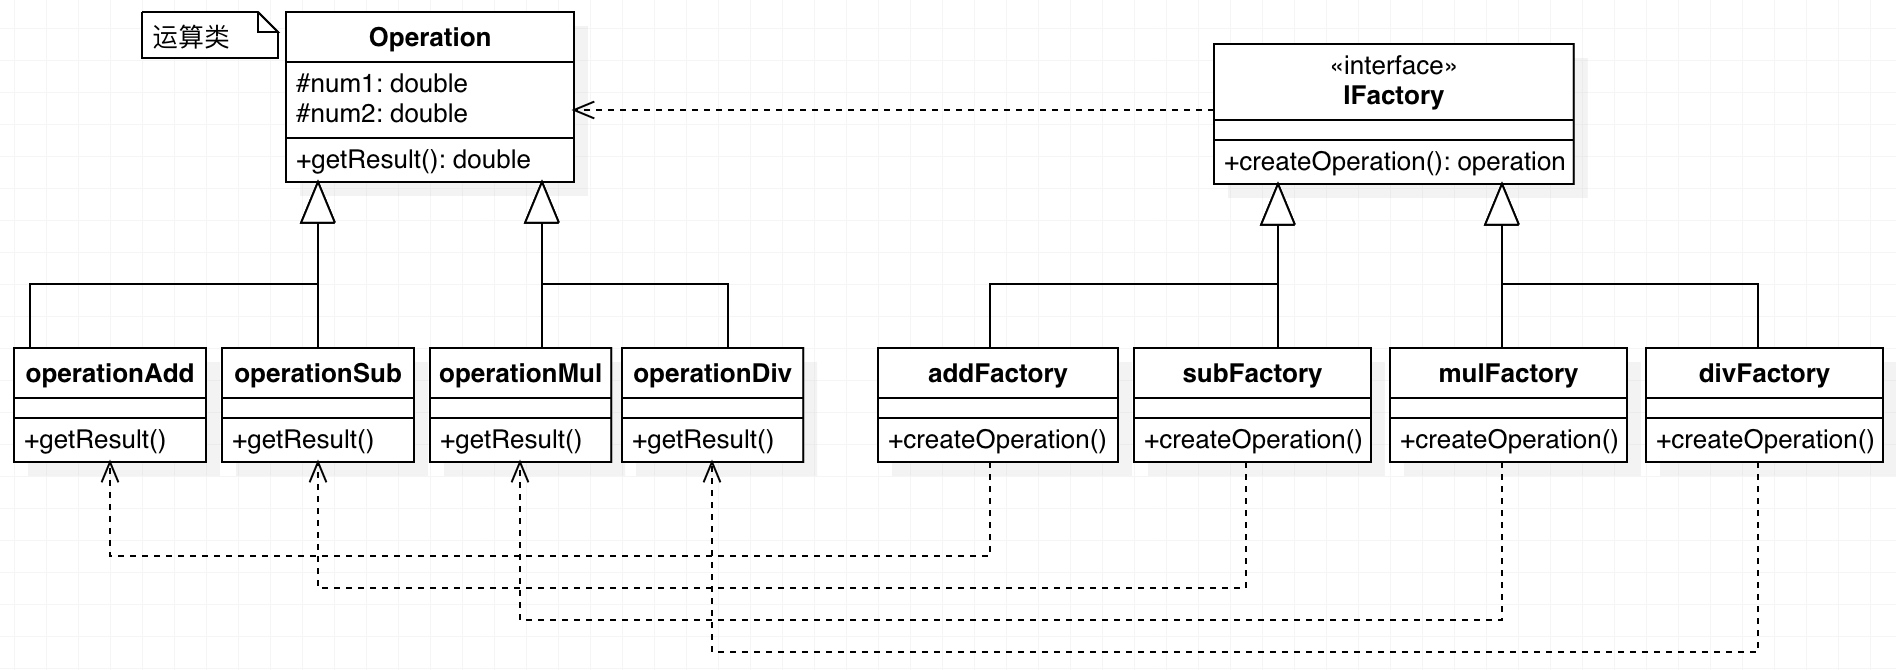 运算类
Operation
#num1: double
#num2: double
+getResult(): double
«interface»
IFactory
+createOperation(): operation
operationAdd
+getResult()
operationSub
+getResult()
operationMul
+getResult()
operationDiv
+getResult()
addFactory
+createOperation()
subFactory
+createOperation()
mulFactory
+createOperation()
divFactory
+createOperation()